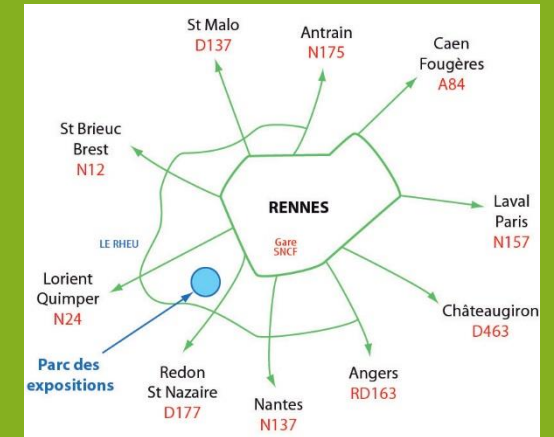 St Malo
D137
Antrain
N175
Caen
Fougères
A84
St Brieuc
Brest
N12
RENNES
Laval
Paris
N157
LE RHEU
Gare
SNCF
Lorient
Quimper
N24
Châteaugiron
D463
Parc des
expositions
Redon
St Nazaire
D177
Nantes
N137
Angers
RD163